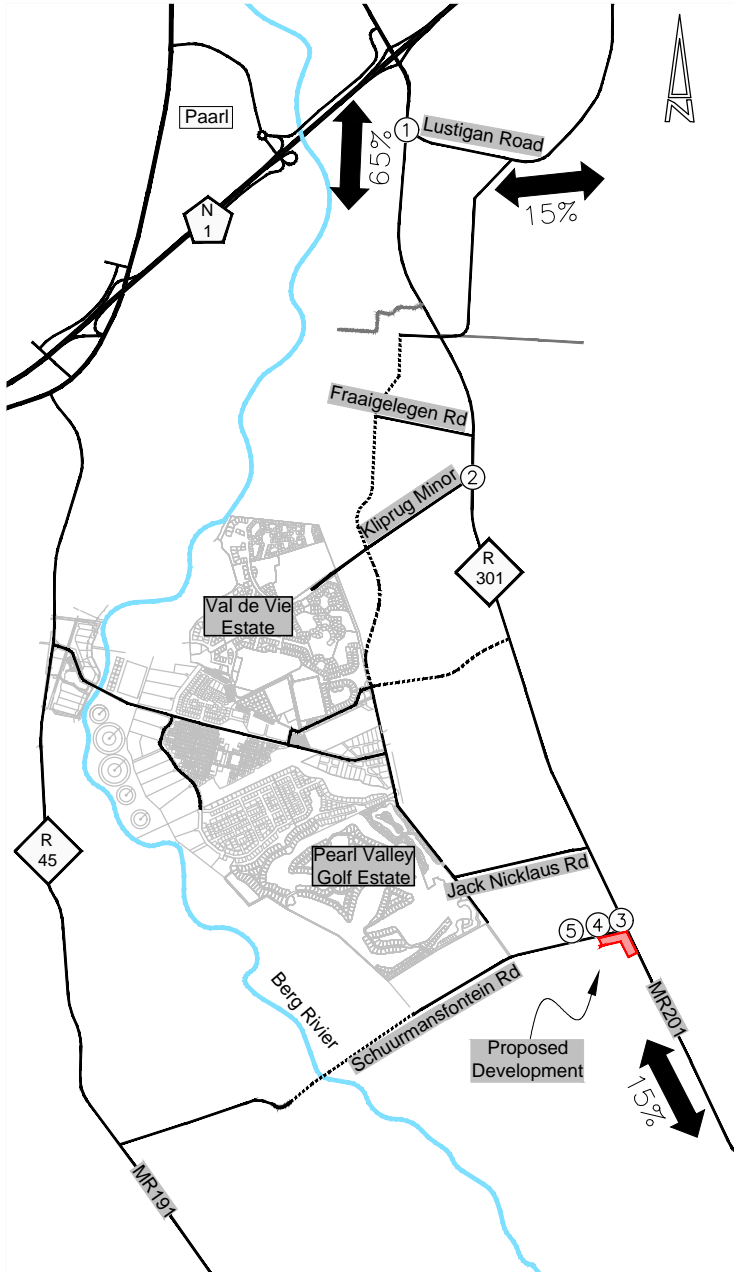 Paarl
1
Lustigan Road
65%
15%
N
1
Fraaigelegen Rd
2
Kliprug Minor
R
301
Val de Vie
Estate
R
45
Pearl Valley
Golf Estate
Jack Nicklaus Rd
5
4
3
Berg Rivier
Schuurmansfontein Rd
MR201
Proposed
Development
15%
MR191
N